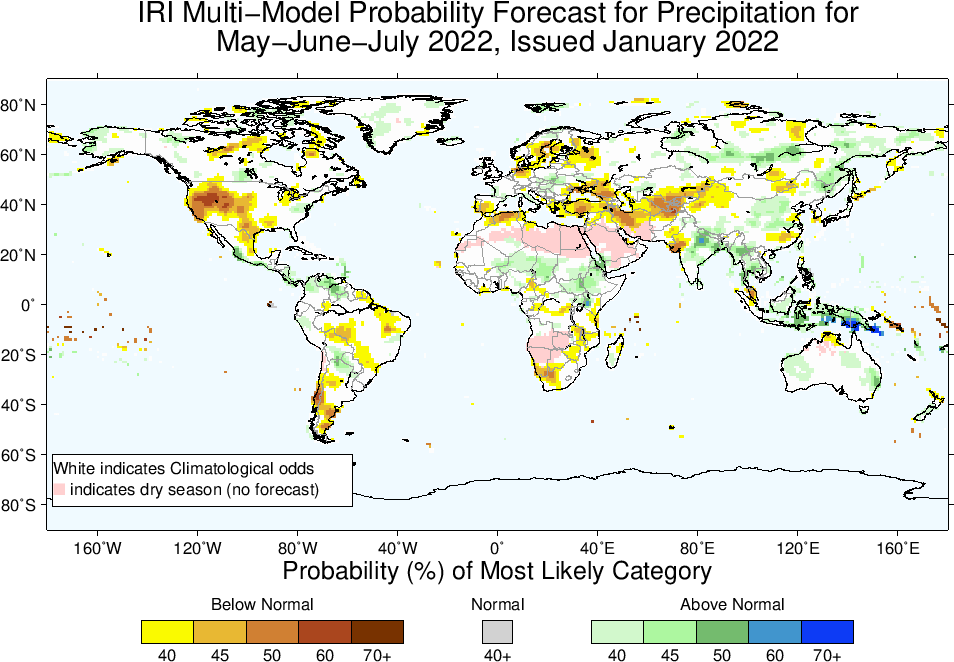 IRI Multi−Model Probability Forecast for Precipitation for
May−June−July 2022, Issued January 2022
80˚N
60˚N
40˚N
20˚N
0˚
20˚S
40˚S
60˚S
80˚S
White indicates Climatological odds
indicates dry season (no forecast)
160˚W 120˚W 80˚W 40˚W 0˚ 40˚E 80˚E 120˚E 160˚E
Probability (%) of Most Likely Category
Below Normal Normal Above Normal
40 45 50 60 70+ 40+ 40 45 50 60 70+